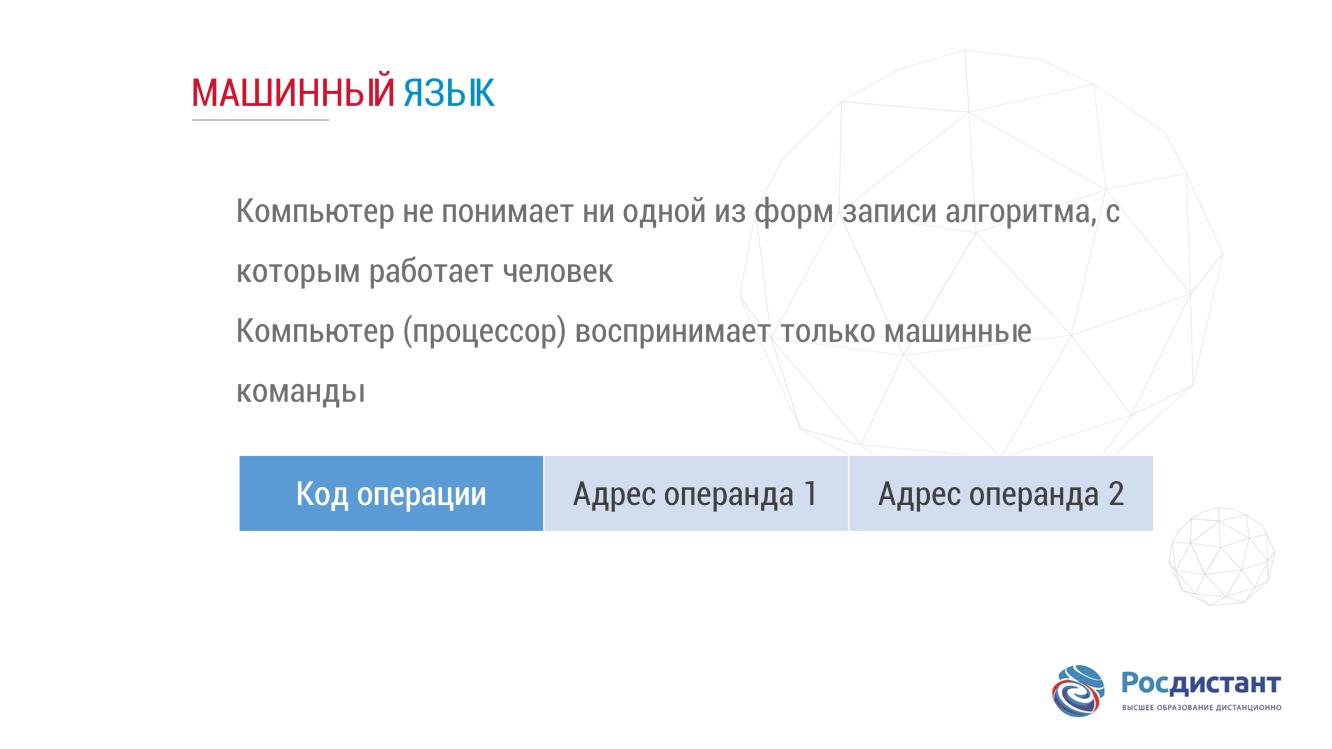 МАШИННЫЙ ЯЗЫК
Компьютер не понимает ни одной из форм записи алгоритма, с
которым работает человек
Компьютер (процессор) воспринимает только машинные
команды
Код операции Адрес операнда 1 Адрес операнда 2
Росдистант
ВЫСШЕЕ ОБРАЗОВАНИЕ ДИСТАНЦИОННО